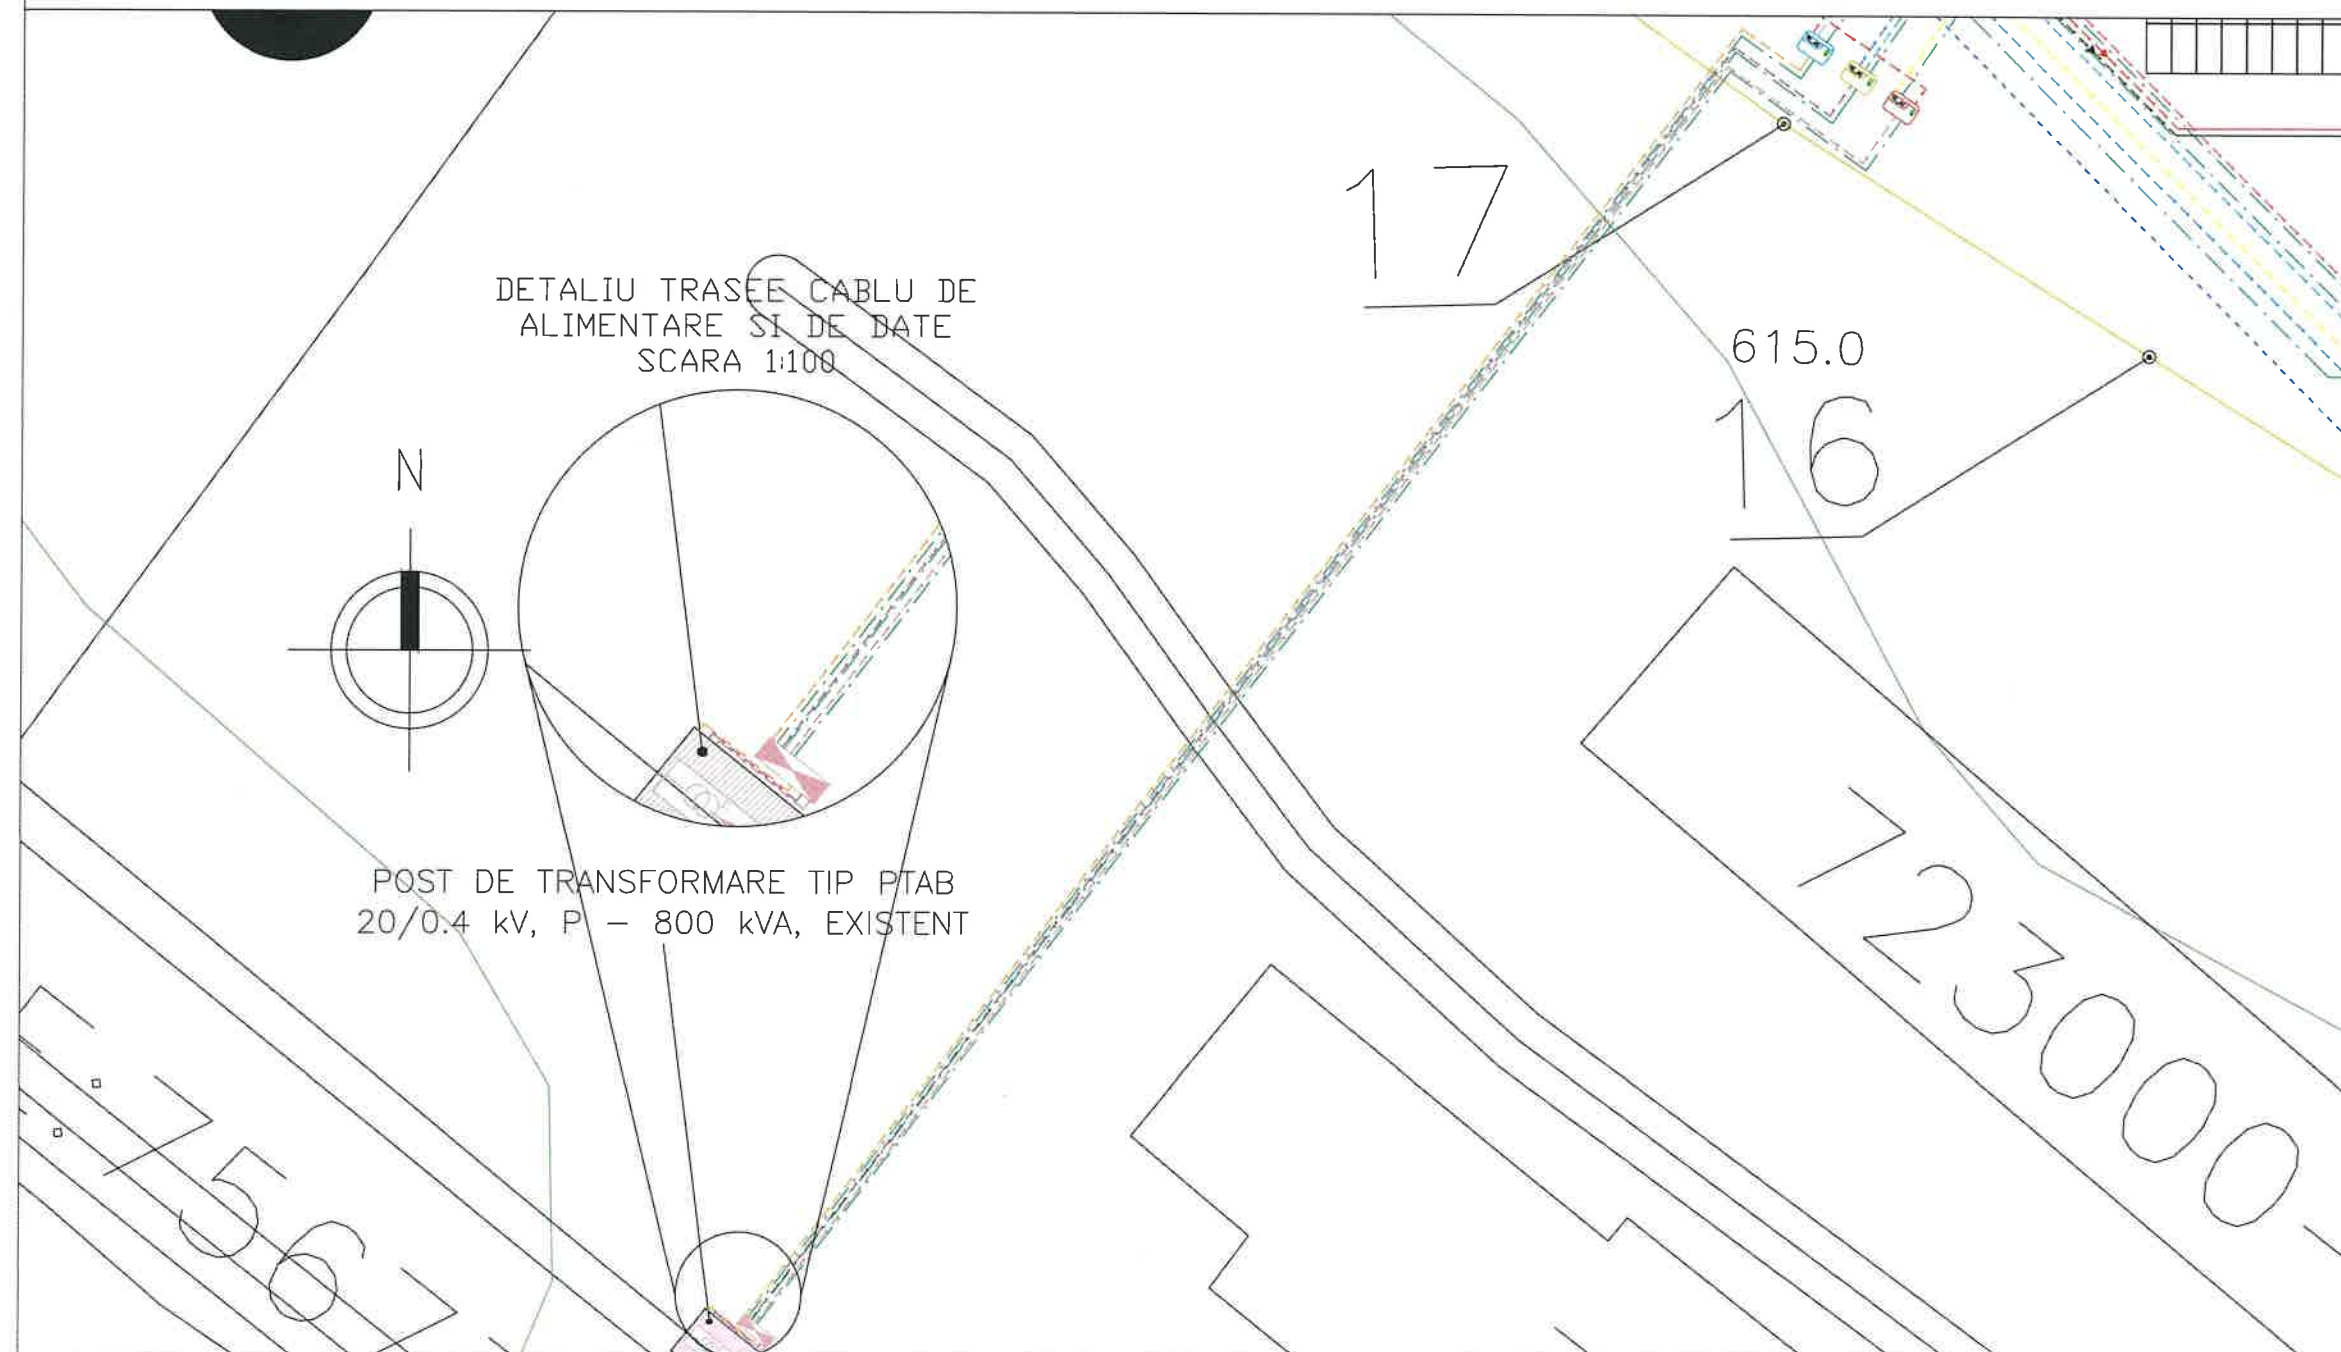 17
DETALIU TRASEE CABLU DE
ALIMENTARE SI DE DATE
SCARA 1:100
615.0
16
N
POST DE TRANSFORMARE TIP PTAB
20/0.4 kV, P - 800 kVA, EXISTENT
723000
756